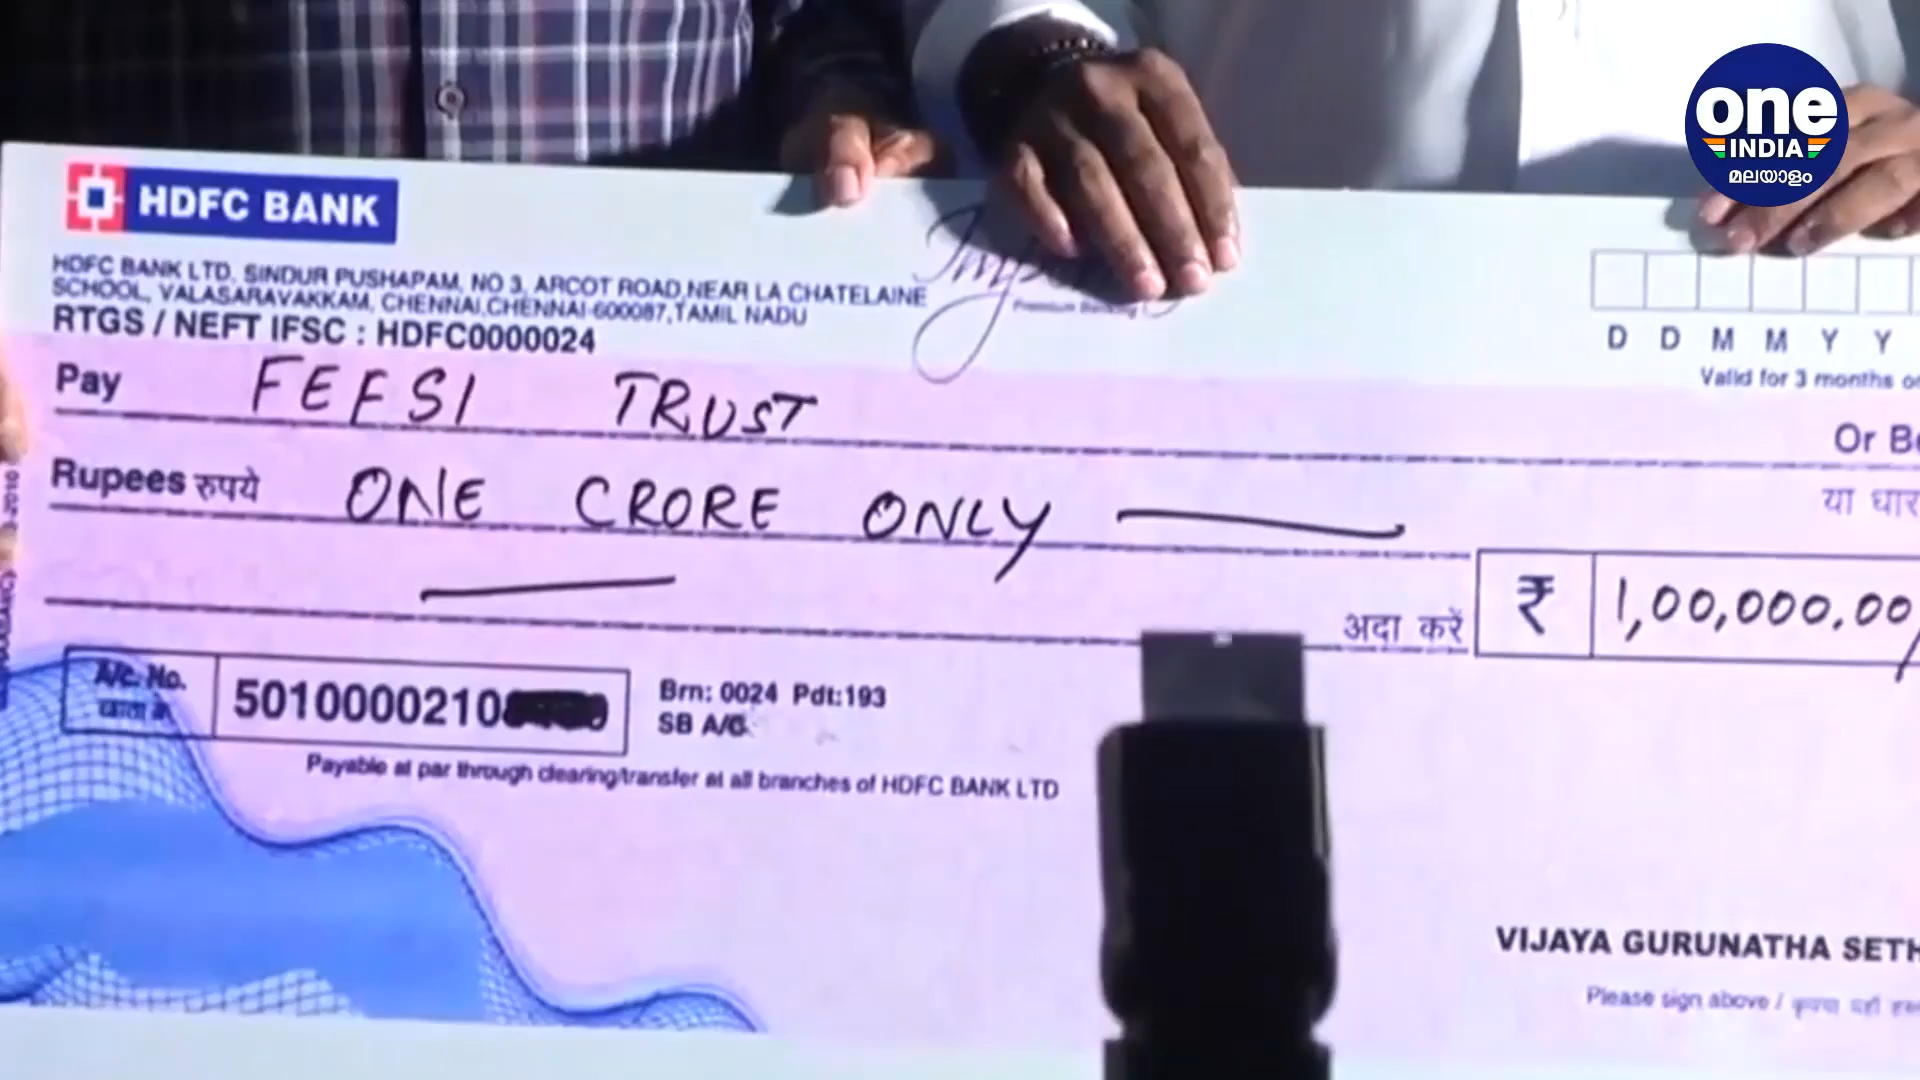 one
INDIA
മലയാളം
HDFC BANK
HDFC BANK LTD, SINDUR PUSHAPAM, NO 3, ARCOT ROAD,NEAR LA CHATELAINE
SCHOOL, VALASARAVAKKAM, CHENNAI,CHENNAI-600087,TAMIL NADU
RTGS / NEFT IFSC : HDFC0000024
Premium Banking
D D M M Y Y
Valid for 3 months
Pay FEFSI TRUST
Or
Rupees रुपये ONE CRORE ONLY
या
अदा करें ₹ 1,00,000.00/
A/c. No. 5010000210
Brn: 0024 Pdt:193
SB A/C
Payable at par through clearing/transfer at all branches of HDFC BANK LTD
VIJAYA GURUNATHA SETH
Please sign above /